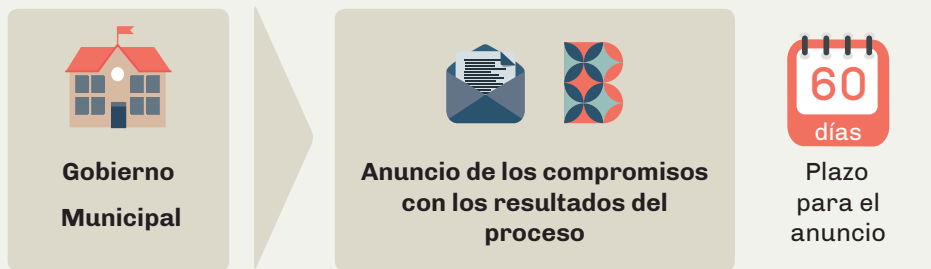 Gobierno
Municipal
Anuncio de los compromisos
con los resultados del
proceso
60
días
Plazo
para el
anuncio